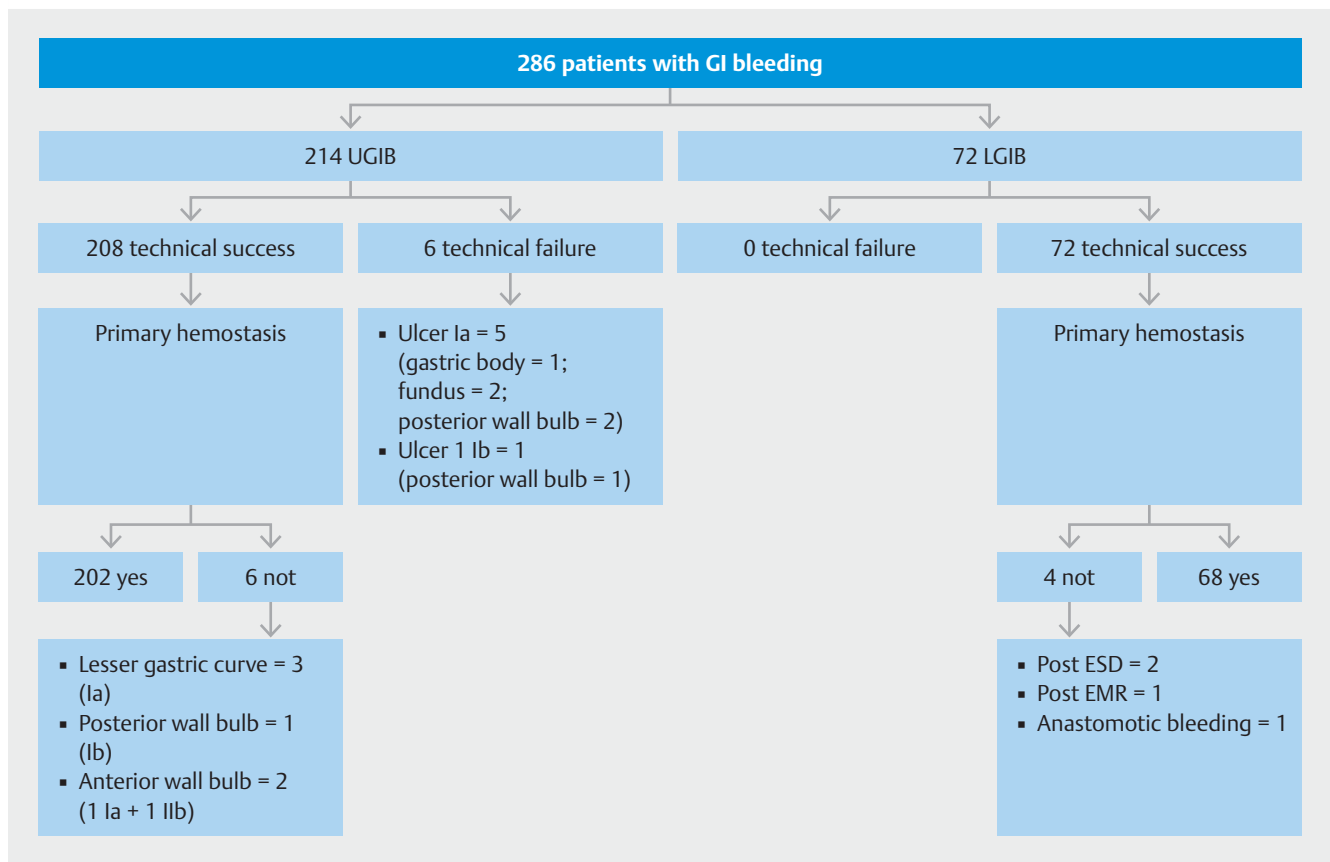 286 patients with GI bleeding
214 UGIB
72 LGIB
208 technical success
6 technical failure
0 technical failure
72 technical success
Primary hemostasis
▪ Ulcer Ia = 5
(gastric body = 1;
fundus = 2;
posterior wall bulb = 2)
▪ Ulcer 1 Ib = 1
(posterior wall bulb = 1)
Primary hemostasis
202 yes
6 not
4 not
68 yes
▪ Lesser gastric curve = 3
(Ia)
▪ Posterior wall bulb = 1
(Ib)
▪ Anterior wall bulb = 2
(1 Ia + 1 IIb)
▪ Post ESD = 2
▪ Post EMR = 1
▪ Anastomotic bleeding = 1